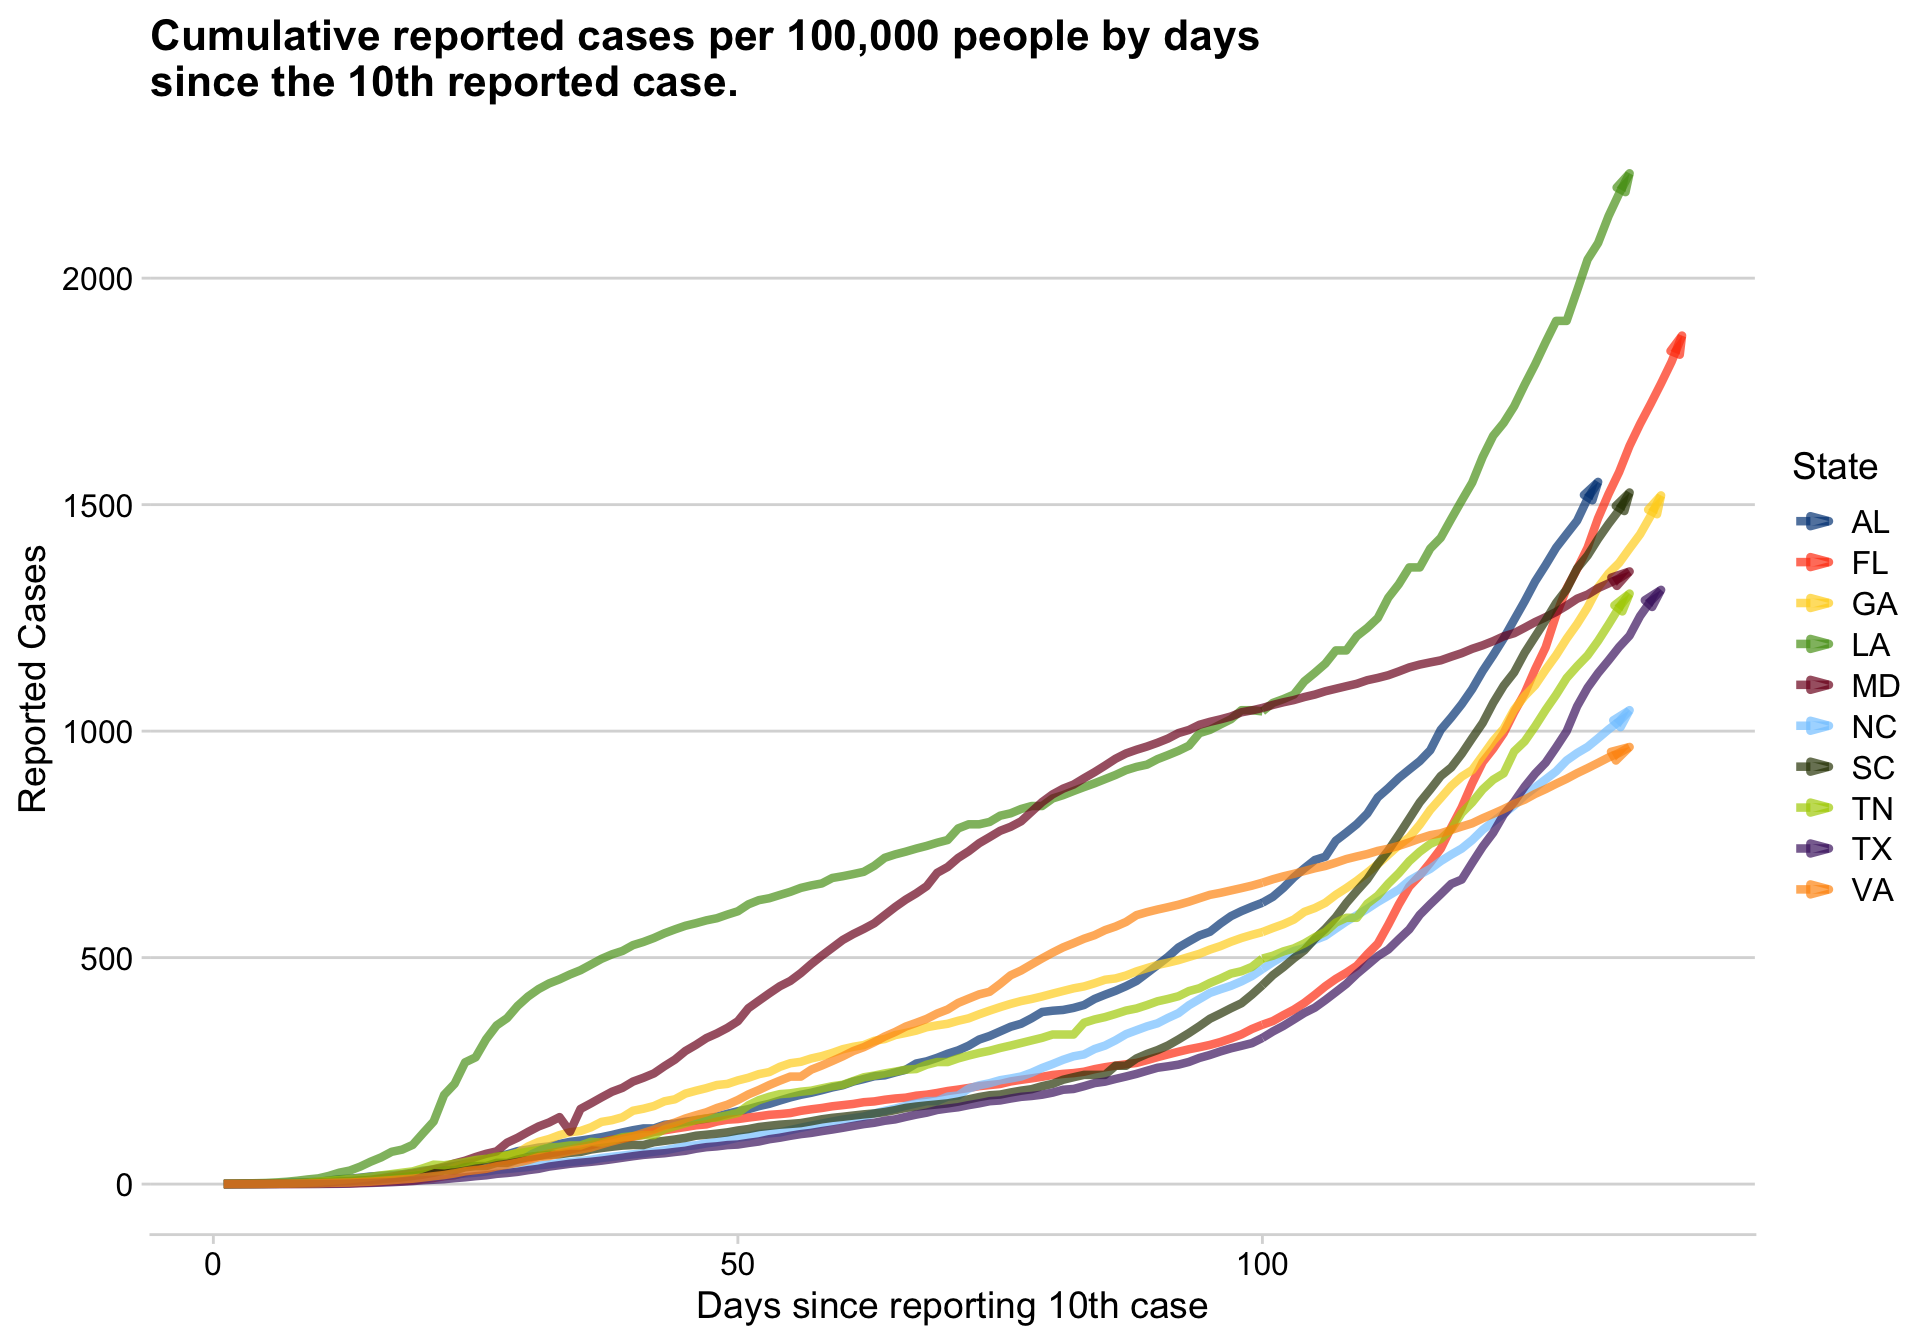 Cumulative reported cases per 100,000 people by days
since the 10th reported case.
Reported Cases
2000
1500
1000
500
0
0
50
100
Days since reporting 10th case
State
AL
FL
GA
LA
MD
NC
SC
TN
TX
VA